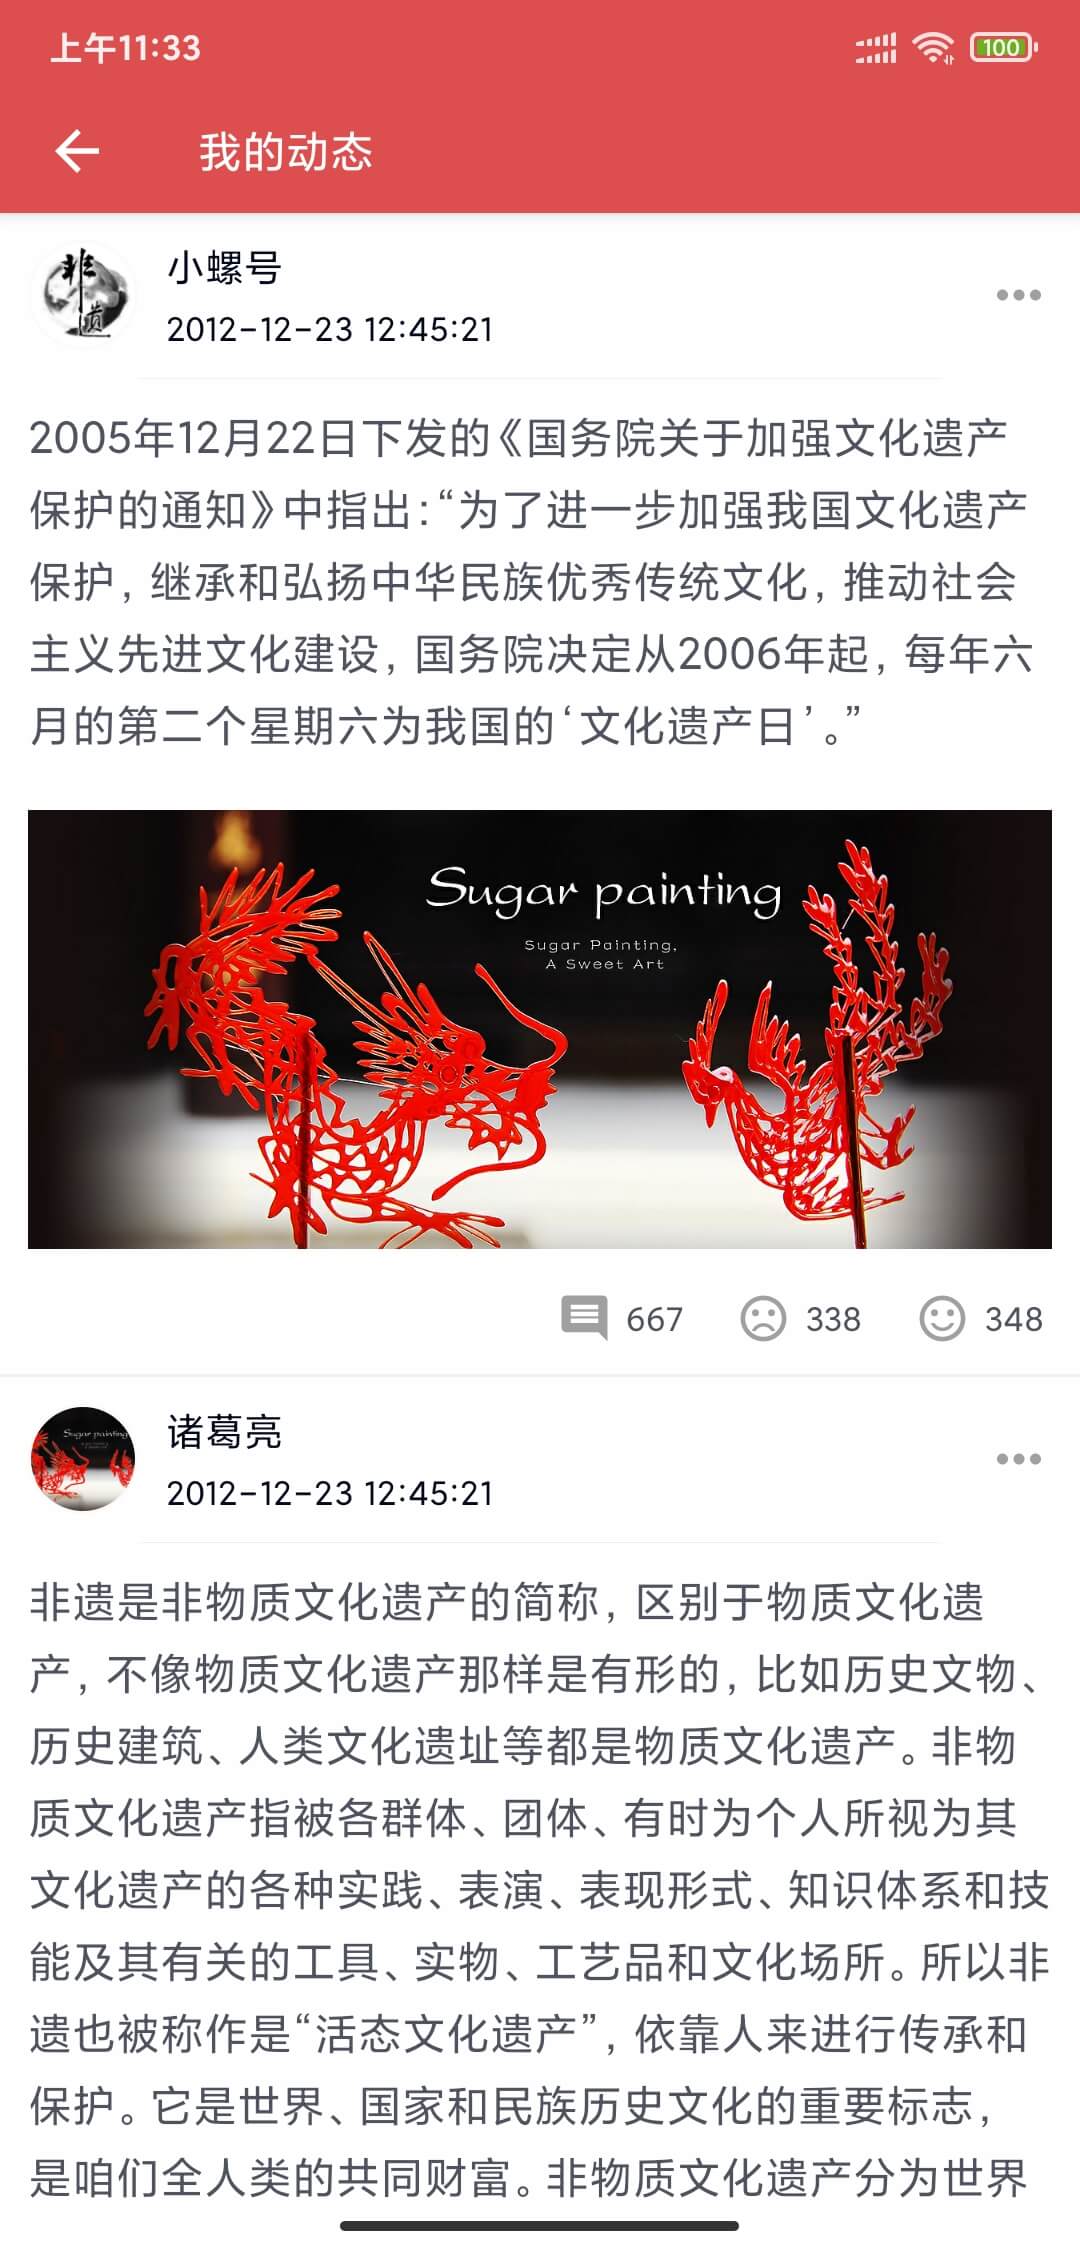 上午11:33
100
我的动态
非遗
小螺号
2012-12-23 12:45:21
2005年12月22日下发的《国务院关于加强文化遗产
保护的通知》中指出：“为了进一步加强我国文化遗产
保护，继承和弘扬中华民族优秀传统文化，推动社会
主义先进文化建设，国务院决定从2006年起，每年六
月的第二个星期六为我国的‘文化遗产日’。”
Sugar painting
Sugar Painting,
A Sweet Art
667
338
348
Sugar painting
诸葛亮
2012-12-23 12:45:21
非遗是非物质文化遗产的简称，区别于物质文化遗
产，不像物质文化遗产那样是有形的，比如历史文物、
历史建筑、人类文化遗址等都是物质文化遗产。非物
质文化遗产指被各群体、团体、有时为个人所视为其
文化遗产的各种实践、表演、表现形式、知识体系和技
能及其有关的工具、实物、工艺品和文化场所。所以非
遗也被称作是“活态文化遗产”，依靠人来进行传承和
保护。它是世界、国家和民族历史文化的重要标志，
是咱们全人类的共同财富。非物质文化遗产分为世界